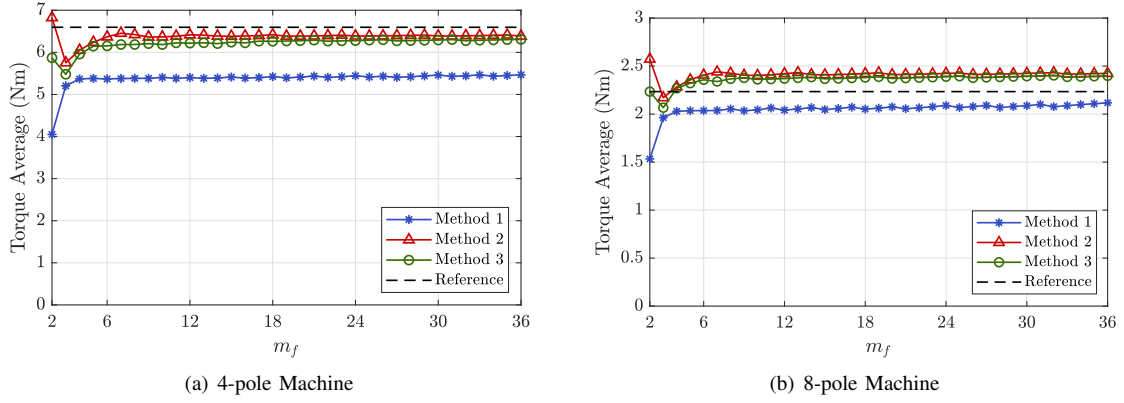 7
6
5
4
3
2
1
0
Torque Average (Nm)
2 6 12 18 24 30 36
m_f
Method 1
Method 2
Method 3
Reference
(a) 4-pole Machine
3
2.5
2
1.5
1
0.5
0
Torque Average (Nm)
2 6 12 18 24 30 36
m_f
Method 1
Method 2
Method 3
Reference
(b) 8-pole Machine